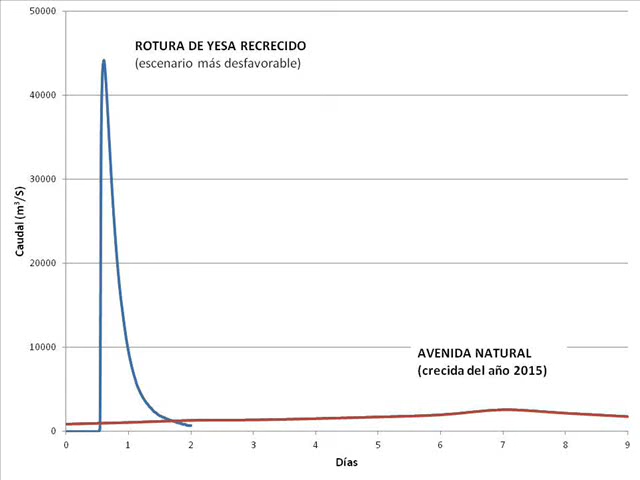 50000
ROTURA DE YESA RECRECIDO
(escenario más desfavorable)
40000
30000
Caudal (m³/S)
20000
10000
AVENIDA NATURAL
(crecida del año 2015)
0
0 1 2 3 4 5 6 7 8 9
Días